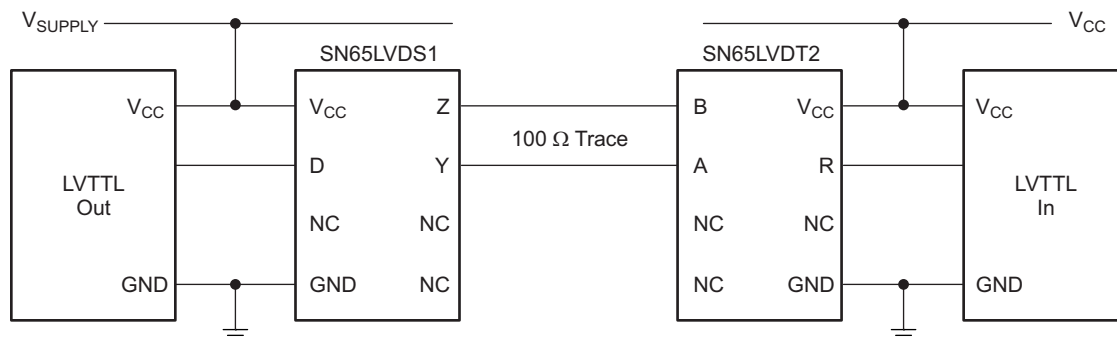 VSUPPLY
VCC
SN65LVDS1
SN65LVDT2
VCC
VCC
Z
B
VCC
VCC
100 Ω Trace
D
Y
A
R
LVTTL
Out
LVTTL
In
NC
NC
NC
NC
GND
GND
NC
NC
GND
GND